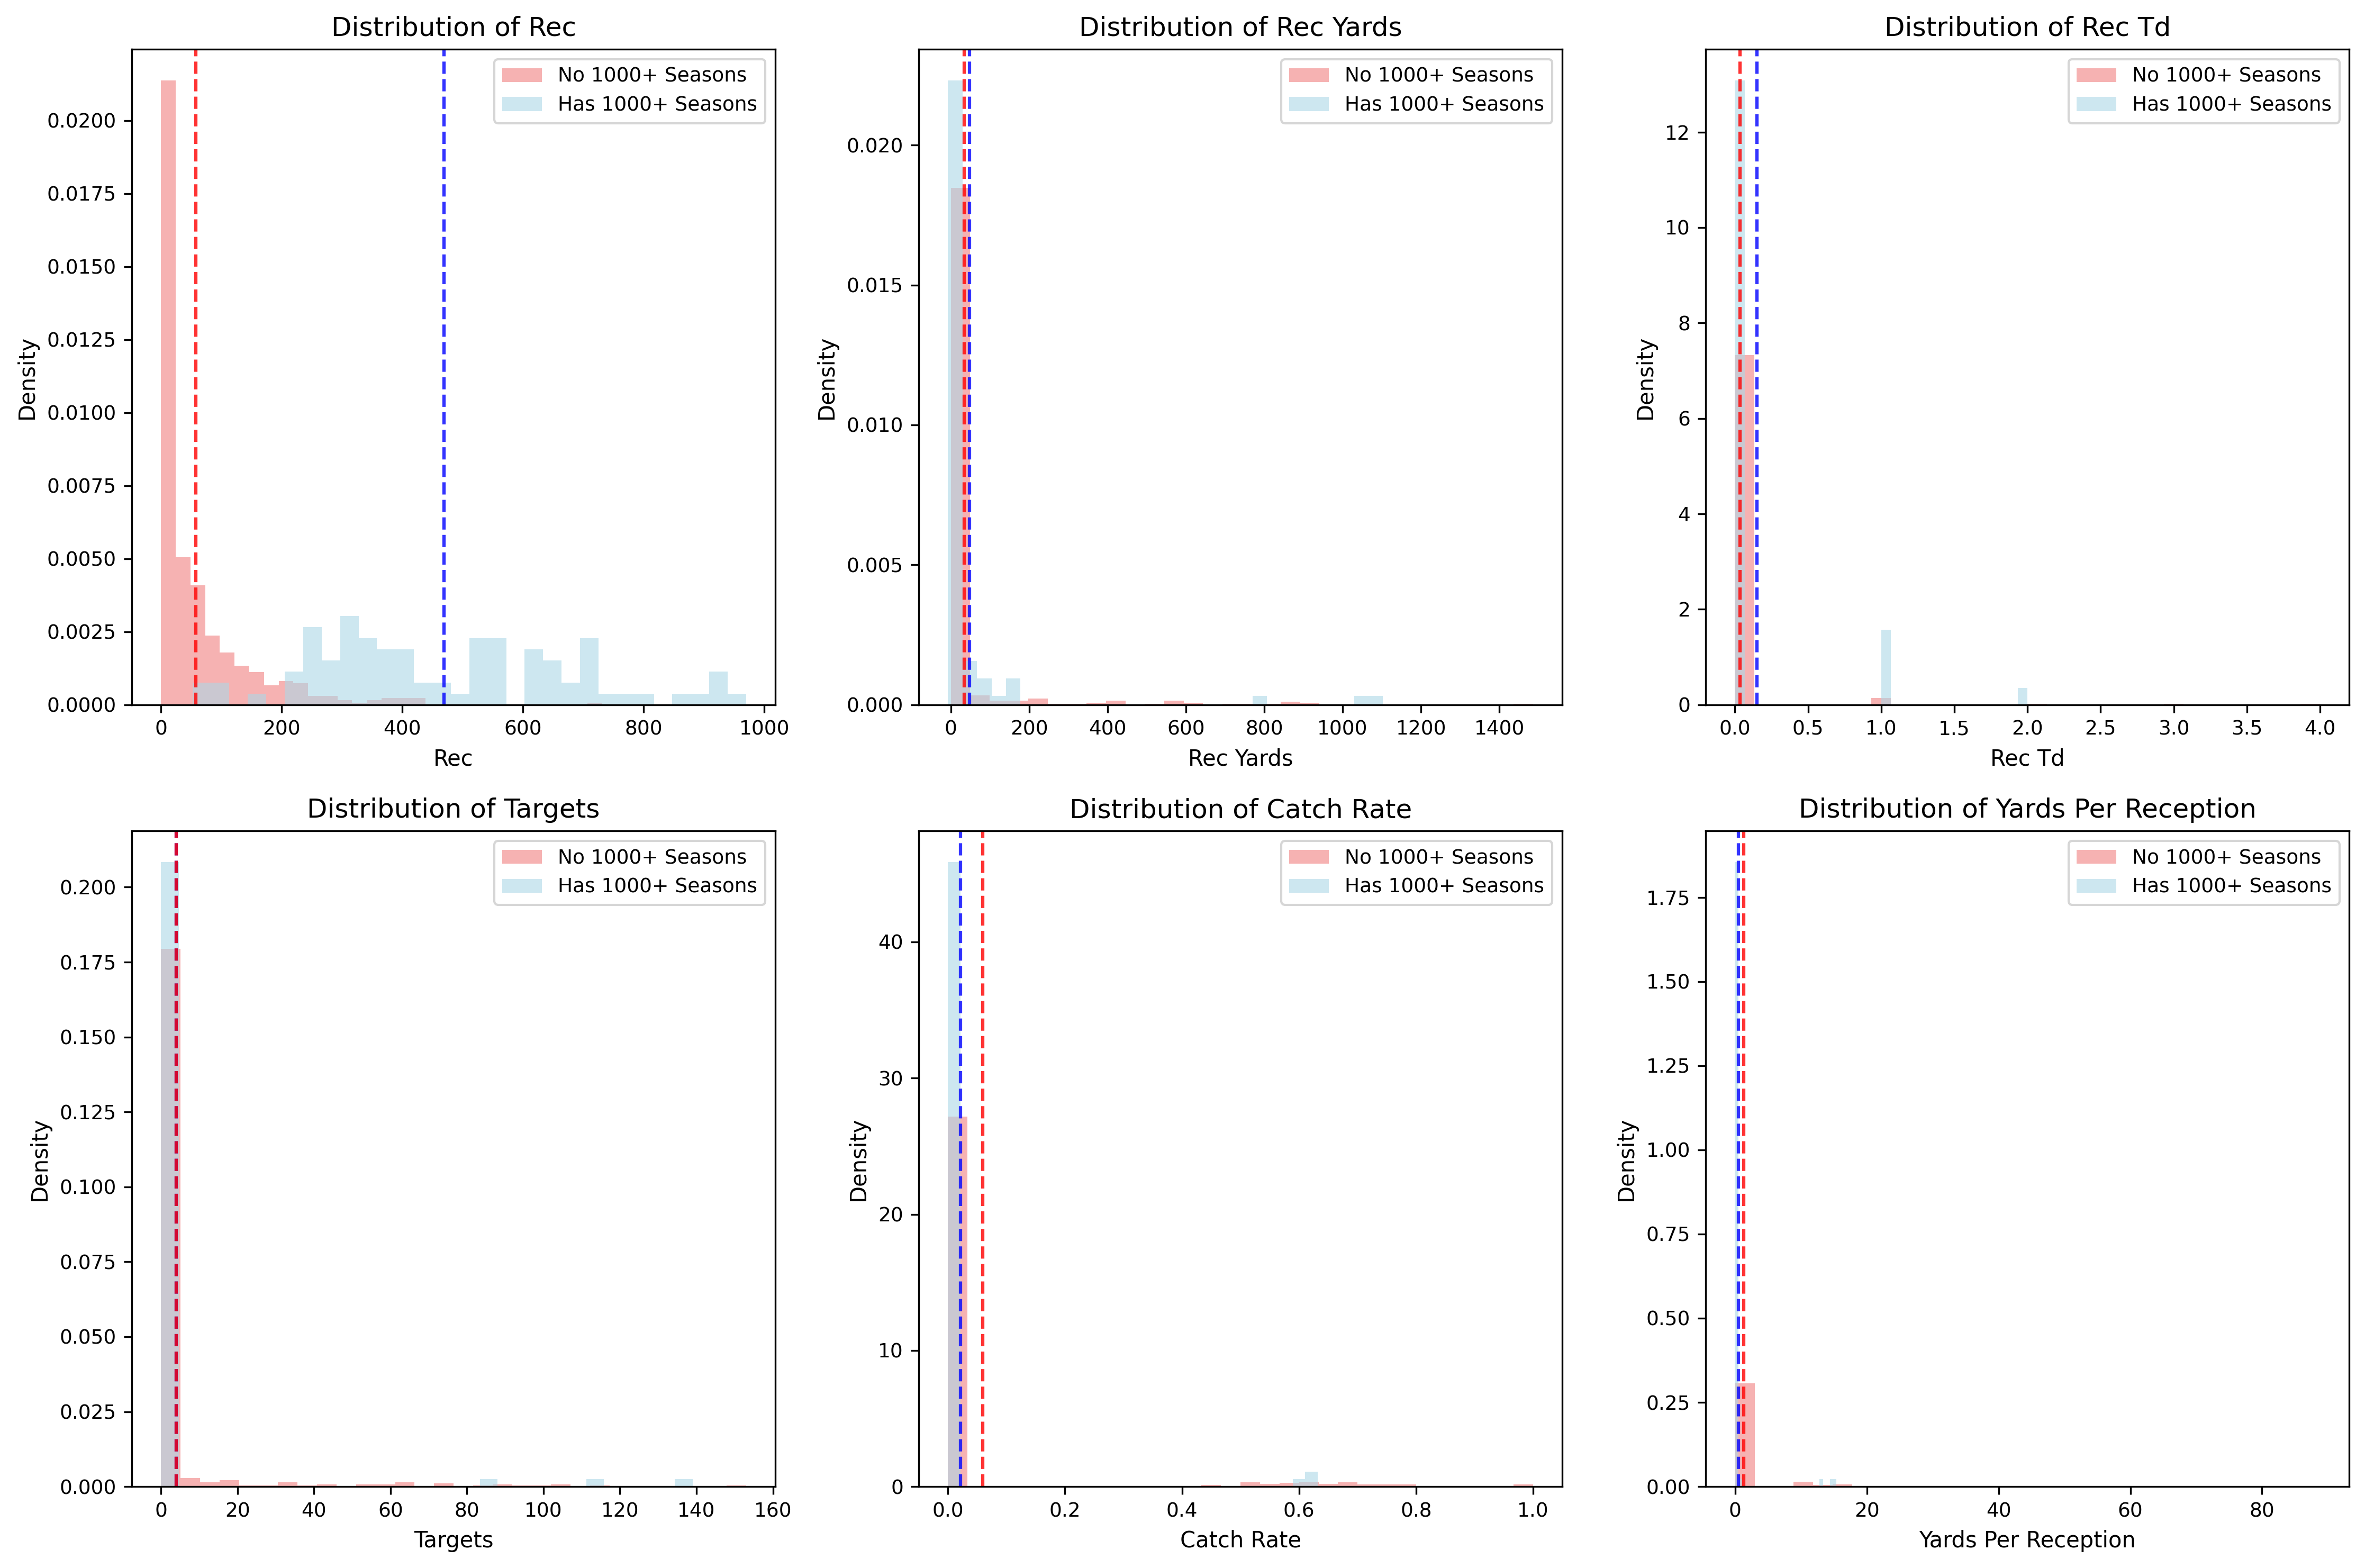 Distribution of Rec
Density
0.0200
0.0175
0.0150
0.0125
0.0100
0.0075
0.0050
0.0025
0.0000
No 1000+ Seasons
Has 1000+ Seasons
0 200 400 600 800 1000
Rec
Distribution of Rec Yards
Density
0.020
0.015
0.010
0.005
0.000
No 1000+ Seasons
Has 1000+ Seasons
0 200 400 600 800 1000 1200 1400
Rec Yards
Distribution of Rec Td
Density
12
10
8
6
4
2
0
No 1000+ Seasons
Has 1000+ Seasons
0.0 0.5 1.0 1.5 2.0 2.5 3.0 3.5 4.0
Rec Td
Distribution of Targets
Density
0.200
0.175
0.150
0.125
0.100
0.075
0.050
0.025
0.000
No 1000+ Seasons
Has 1000+ Seasons
0 20 40 60 80 100 120 140 160
Targets
Distribution of Catch Rate
Density
40
30
20
10
0
No 1000+ Seasons
Has 1000+ Seasons
0.0 0.2 0.4 0.6 0.8 1.0
Catch Rate
Distribution of Yards Per Reception
Density
1.75
1.50
1.25
1.00
0.75
0.50
0.25
0.00
No 1000+ Seasons
Has 1000+ Seasons
0 20 40 60 80
Yards Per Reception